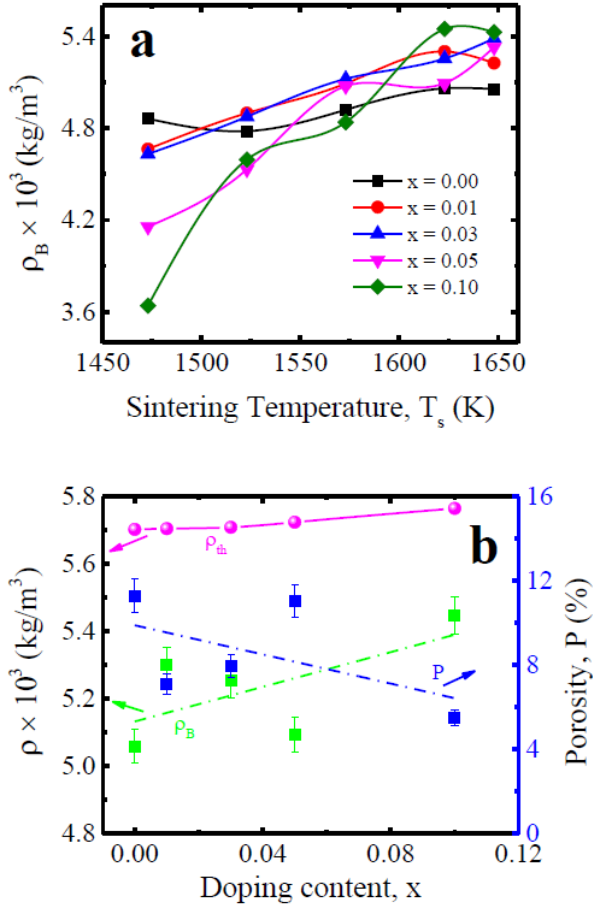 a
5.4
4.8
4.2
3.6
ρB × 10³ (kg/m³)
x = 0.00
x = 0.01
x = 0.03
x = 0.05
x = 0.10
1450 1500 1550 1600 1650
Sintering Temperature, Ts (K)
b
5.8
5.6
5.4
5.2
5.0
4.8
ρ × 10³ (kg/m³)
ρth
P
ρB
16
12
8
4
0
Porosity, P (%)
0.00 0.04 0.08 0.12
Doping content, x